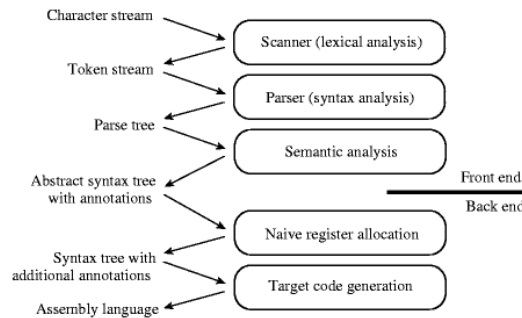 Character stream
Scanner (lexical analysis)
Token stream
Parser (syntax analysis)
Parse tree
Semantic analysis
Front end
Abstract syntax tree
with annotations
Back end
Naive register allocation
Syntax tree with
additional annotations
Target code generation
Assembly language